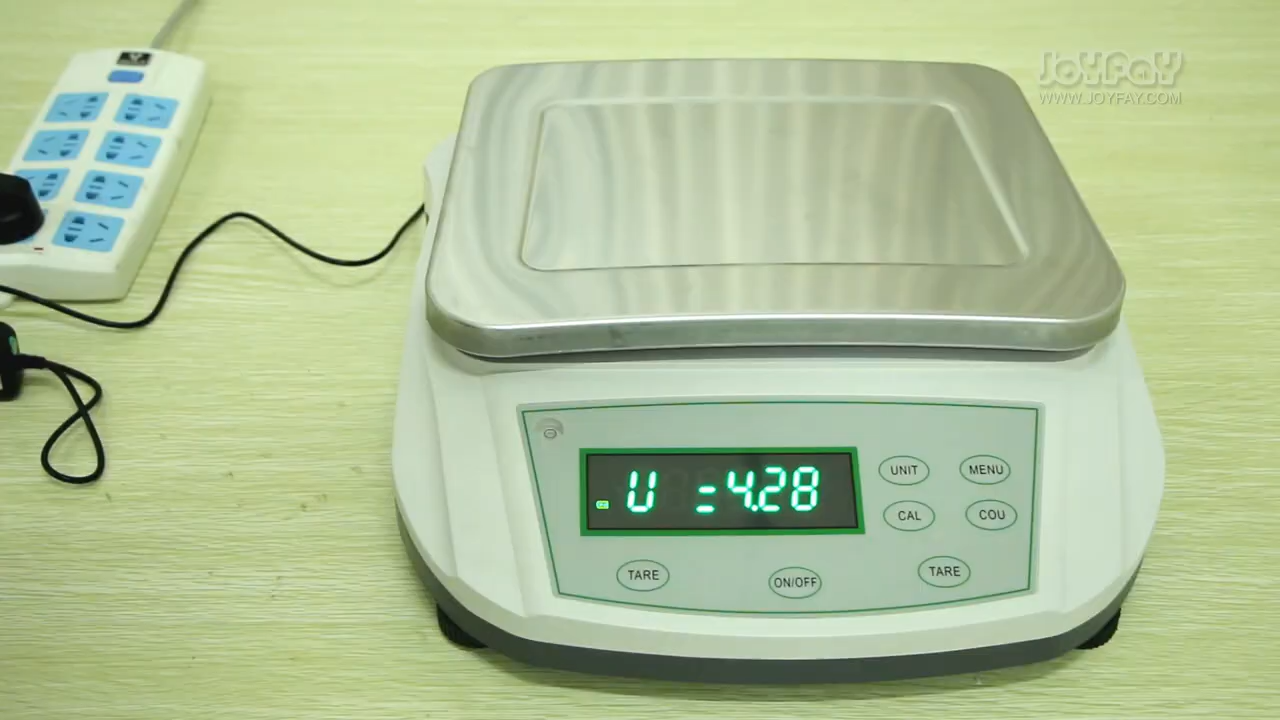 JOYFAY
WWW.JOYFAY.COM
U =4.28
UNIT
MENU
CAL
COU
TARE
ON/OFF
TARE